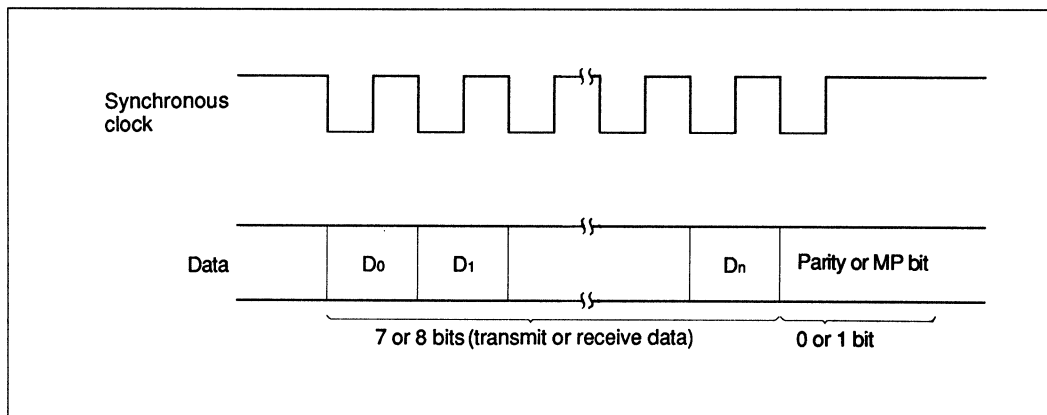 Synchronous
clock
Data
D₀
D₁
Dₙ
Parity or MP bit
7 or 8 bits (transmit or receive data)
0 or 1 bit